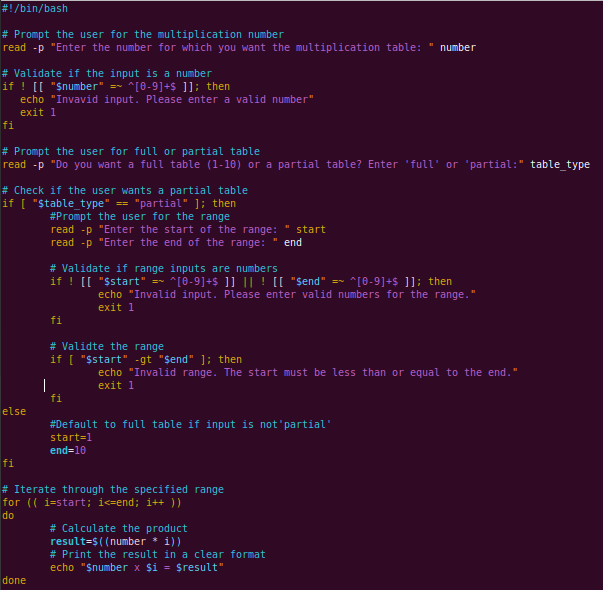 #!/bin/bash

# Prompt the user for the multiplication number
read -p "Enter the number for which you want the multiplication table: " number

# Validate if the input is a number
if ! [[ "$number" =~ ^[0-9]+$ ]]; then
   echo "Invavid input. Please enter a valid number"
   exit 1
fi

# Prompt the user for full or partial table
read -p "Do you want a full table (1-10) or a partial table? Enter 'full' or 'partial:" table_type

# Check if the user wants a partial table
if [ "$table_type" == "partial" ]; then
        #Prompt the user for the range
        read -p "Enter the start of the range: " start
        read -p "Enter the end of the range: " end

        # Validate if range inputs are numbers
        if ! [[ "$start" =~ ^[0-9]+$ ]] || ! [[ "$end" =~ ^[0-9]+$ ]]; then
                echo "Invalid input. Please enter valid numbers for the range."
                exit 1
        fi

        # Validte the range
        if [ "$start" -gt "$end" ]; then
                echo "Invalid range. The start must be less than or equal to the end."
                exit 1
        fi
else
        #Default to full table if input is not'partial'
        start=1
        end=10
fi

# Iterate through the specified range
for (( i=start; i<=end; i++ ))
do
        # Calculate the product
        result=$((number * i))
        # Print the result in a clear format
        echo "$number x $i = $result"
done